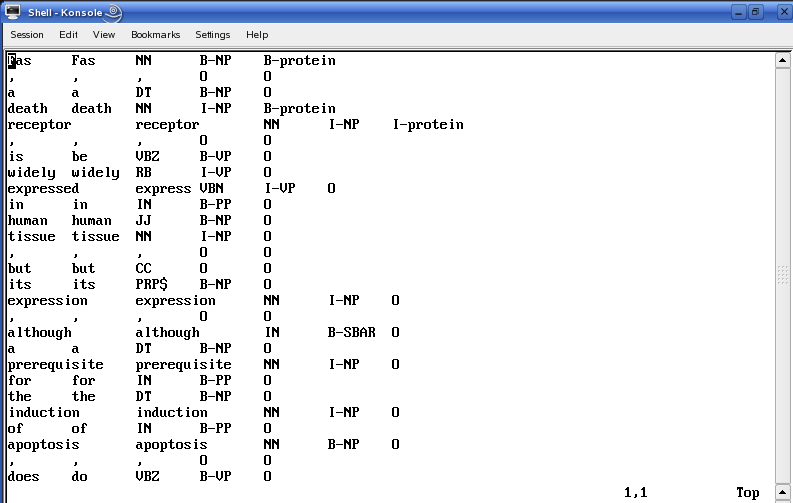 Shell - Konsole
Session Edit View Bookmarks Settings Help
Fas Fas NN B-NP B-protein
, , , O O
a a DT B-NP O
death death NN I-NP B-protein
receptor receptor NN I-NP I-protein
, , , O O
is be VBZ B-VP O
widely widely RB I-VP O
expressed express VBN I-VP O
in in IN B-PP O
human human JJ B-NP O
tissue tissue NN I-NP O
, , , O O
but but CC O O
its its PRP$ B-NP O
expression expression NN I-NP O
, , , O O
although although IN B-SBAR O
a a DT B-NP O
prerequisite prerequisite NN I-NP O
for for IN B-PP O
the the DT B-NP O
induction induction NN I-NP O
of of IN B-PP O
apoptosis apoptosis NN B-NP O
, , , O O
does do VBZ B-VP O
1,1 Top